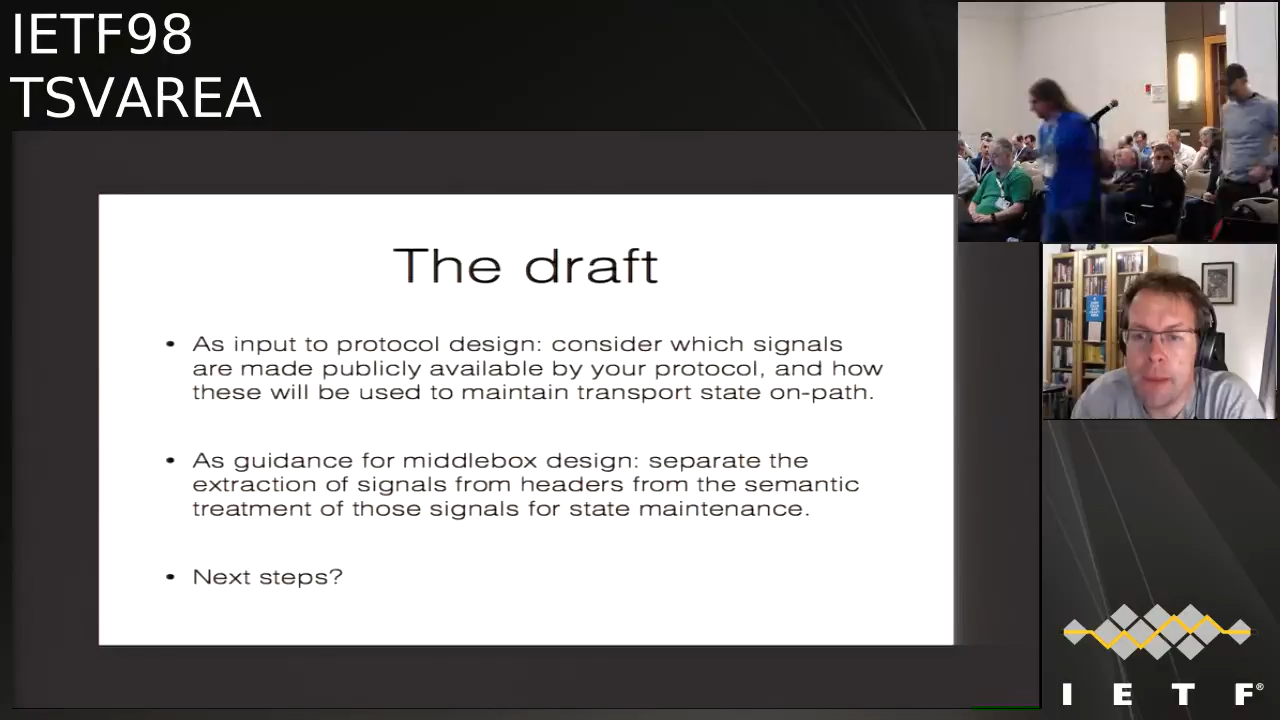 IETF98
TSVAREA
The draft
• As input to protocol design: consider which signals
are made publicly available by your protocol, and how
these will be used to maintain transport state on-path.
• As guidance for middlebox design: separate the
extraction of signals from headers from the semantic
treatment of those signals for state maintenance.
• Next steps?
I E T F®